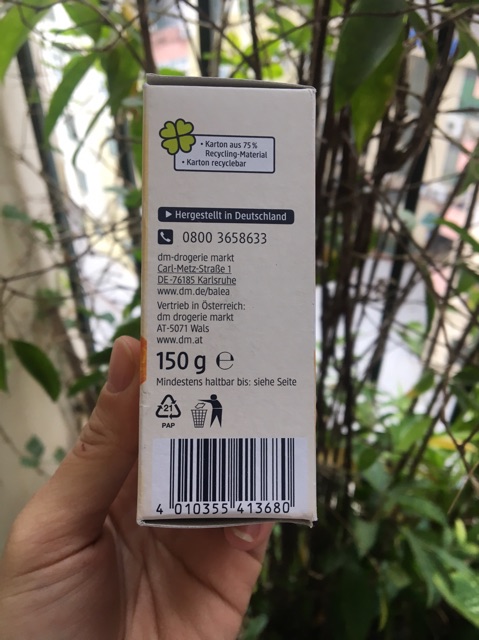 • Karton aus 75 %
Recycling-Material
• Karton recyclebar
Hergestellt in Deutschland
0800 3658633
dm-drogerie markt
Carl-Metz-Straße 1
DE-76185 Karlsruhe
www.dm.de/balea
Vertrieb in Österreich:
dm drogerie markt
AT-5071 Wals
www.dm.at
150 g ℮
Mindestens haltbar bis: siehe Seite
21
PAP
4 010355 413680